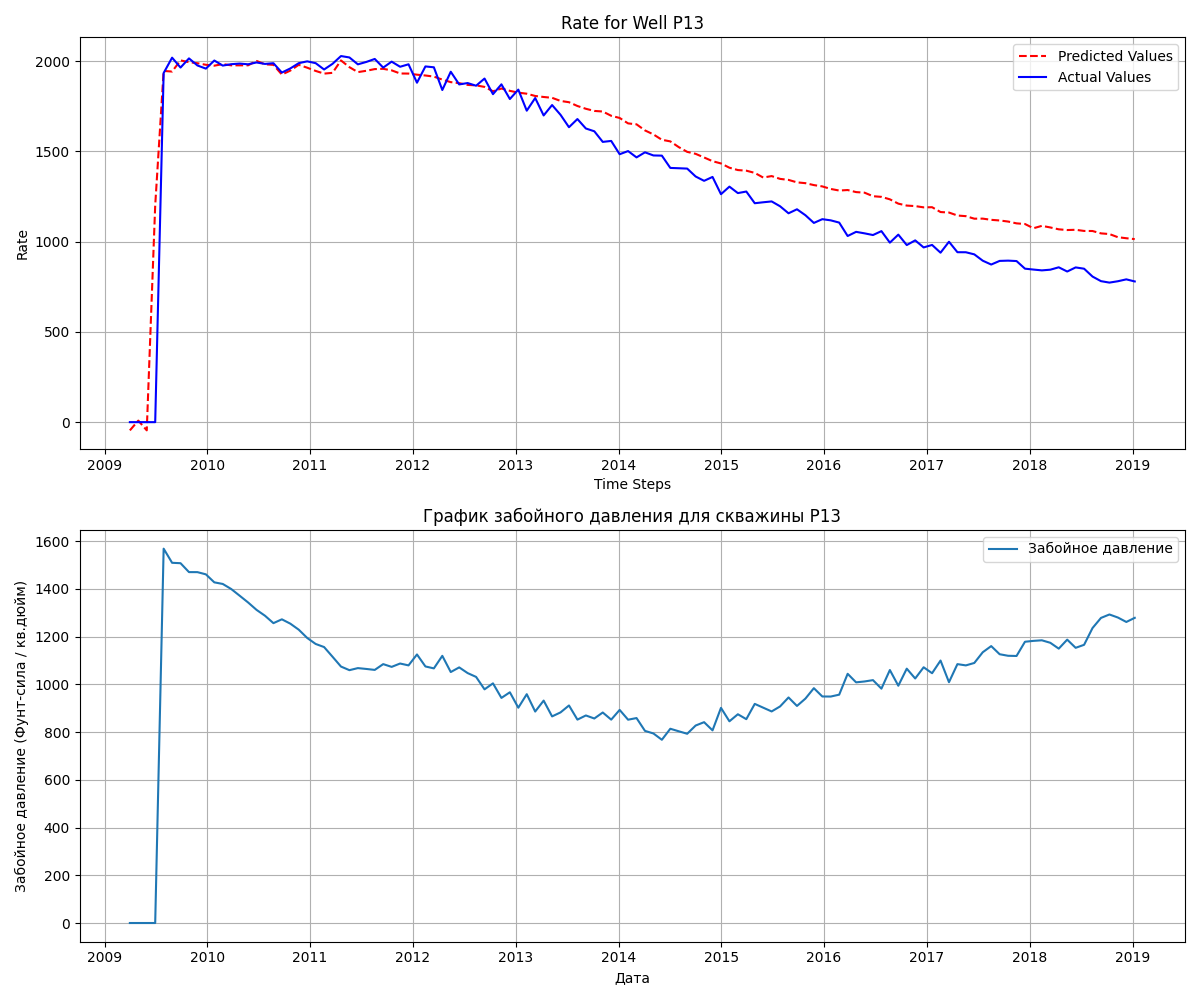 Rate for Well P13
Predicted Values
Actual Values
2000
1500
1000
500
0
Rate
2009 2010 2011 2012 2013 2014 2015 2016 2017 2018 2019
Time Steps
График забойного давления для скважины P13
Забойное давление
1600
1400
1200
1000
800
600
400
200
0
Забойное давление (Фунт-сила / кв.дюйм)
2009 2010 2011 2012 2013 2014 2015 2016 2017 2018 2019
Дата